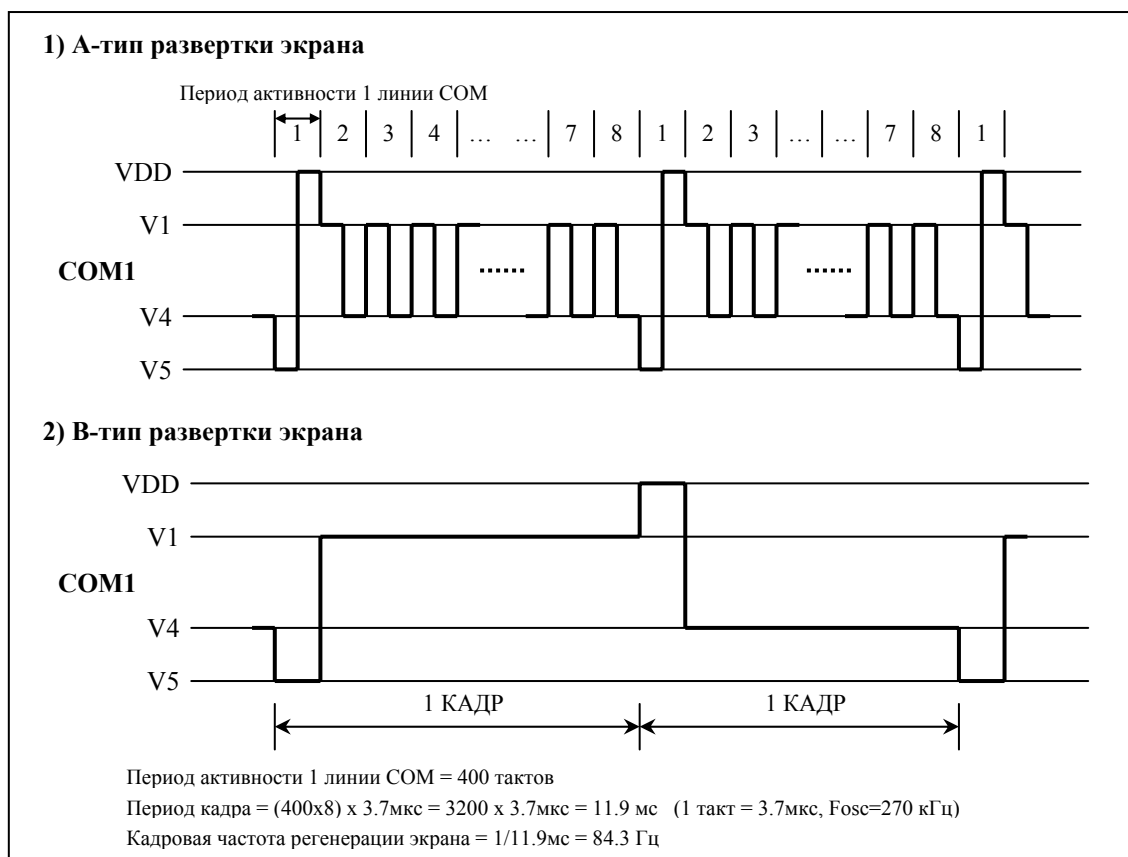 1) А-тип развертки экрана
Период активности 1 линии COM
1 2 3 4 ... ... 7 8 1 2 3 ... ... 7 8 1
VDD
V1
COM1
V4
V5
2) В-тип развертки экрана
VDD
V1
COM1
V4
V5
1 КАДР 1 КАДР
Период активности 1 линии COM = 400 тактов
Период кадра = (400x8) x 3.7мкс = 3200 x 3.7мкс = 11.9 мс (1 такт = 3.7мкс, Fosc=270 кГц)
Кадровая частота регенерации экрана = 1/11.9мс = 84.3 Гц